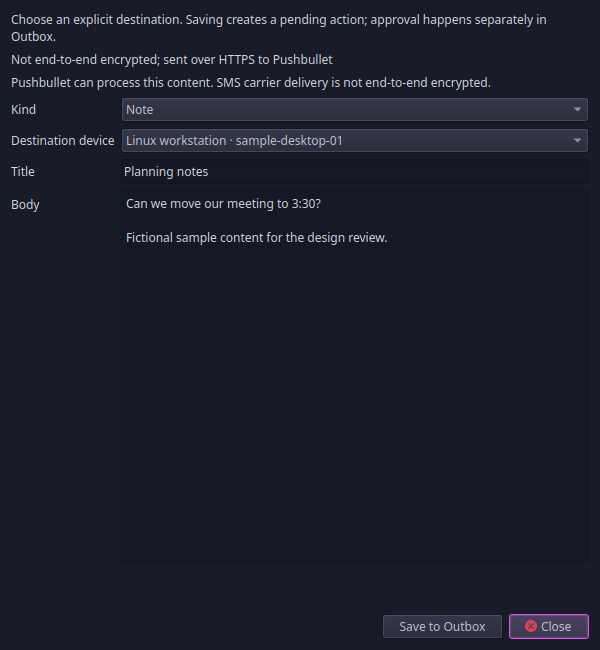 Choose an explicit destination. Saving creates a pending action; approval happens separately in
Outbox.
Not end-to-end encrypted; sent over HTTPS to Pushbullet
Pushbullet can process this content. SMS carrier delivery is not end-to-end encrypted.
Kind Note
Destination device Linux workstation · sample-desktop-01
Title Planning notes
Body Can we move our meeting to 3:30?
Fictional sample content for the design review.
Save to Outbox Close